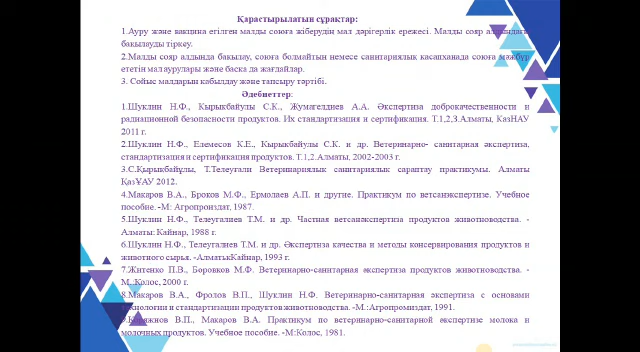 Қарастырылатын сұрақтар:
1.Ауру және вакцина егілген малды союға жіберудің мал дәрігерлік ережесі. Малды сояр алдындағы
бақылауды тіркеу.
2.Малды сояр алдында бақылау, союға болмайтын немесе санитариялық қасапханада союға мәжбүр
ететін мал аурулары және басқа да жағдайлар.
3. Сойыс малдарын қабылдау және тапсыру тәртібі.
Әдебиеттер:
1.Шуклин Н.Ф., Кырыкбайулы С.К., Жумагелдиев А.А. Экспертиза доброкачественности и
радиационной безопасности продуктов. Их стандартизация и сертификация. Т.1,2,3.Алматы, КазНАУ
2011 г.
2.Шуклин Н.Ф., Елемесов К.Е., Кырыкбайулы С.К. и др. Ветеринарно- санитарная экспертиза,
стандартизация и сертификация продуктов. Т.1,2.Алматы, 2002-2003 г.
3.С.Қырықбайұлы, Т.Телеуғали Ветеринариялық санитариялық сараптау практикумы. Алматы
ҚазҰАУ 2012.
4.Макаров В.А., Броков М.Ф., Ермолаев А.П. и другие. Практикум по ветсанэкспертизе. Учебное
пособие. -М: Агропроиздат, 1987.
5.Шуклин Н.Ф., Телеугалиев Т.М. и др. Частная ветсанэкспертиза продуктов животноводства. -
Алматы: Кайнар, 1988 г.
6.Шуклин Н.Ф., Телеугалиев Т.М. и др. Экспертиза качества и методы консервирования продуктов и
животного сырья. -Алматы:Кайнар, 1993 г.
7.Житенко П.В., Боровков М.Ф. Ветеринарно-санитарная экспертиза продуктов животноводства. -
М.:Колос, 2000 г.
8.Макаров В.А., Фролов В.П., Шуклин Н.Ф. Ветеринарно-санитарная экспертиза с основами
технологии и стандартизации продуктов животноводства. -М.:Агропромиздат, 1991.
В.П., Макаров В.А. Практикум по ветеринарно-санитарной экспертизе молока и
молочных продуктов. Учебное пособие. -М:Колос, 1981.